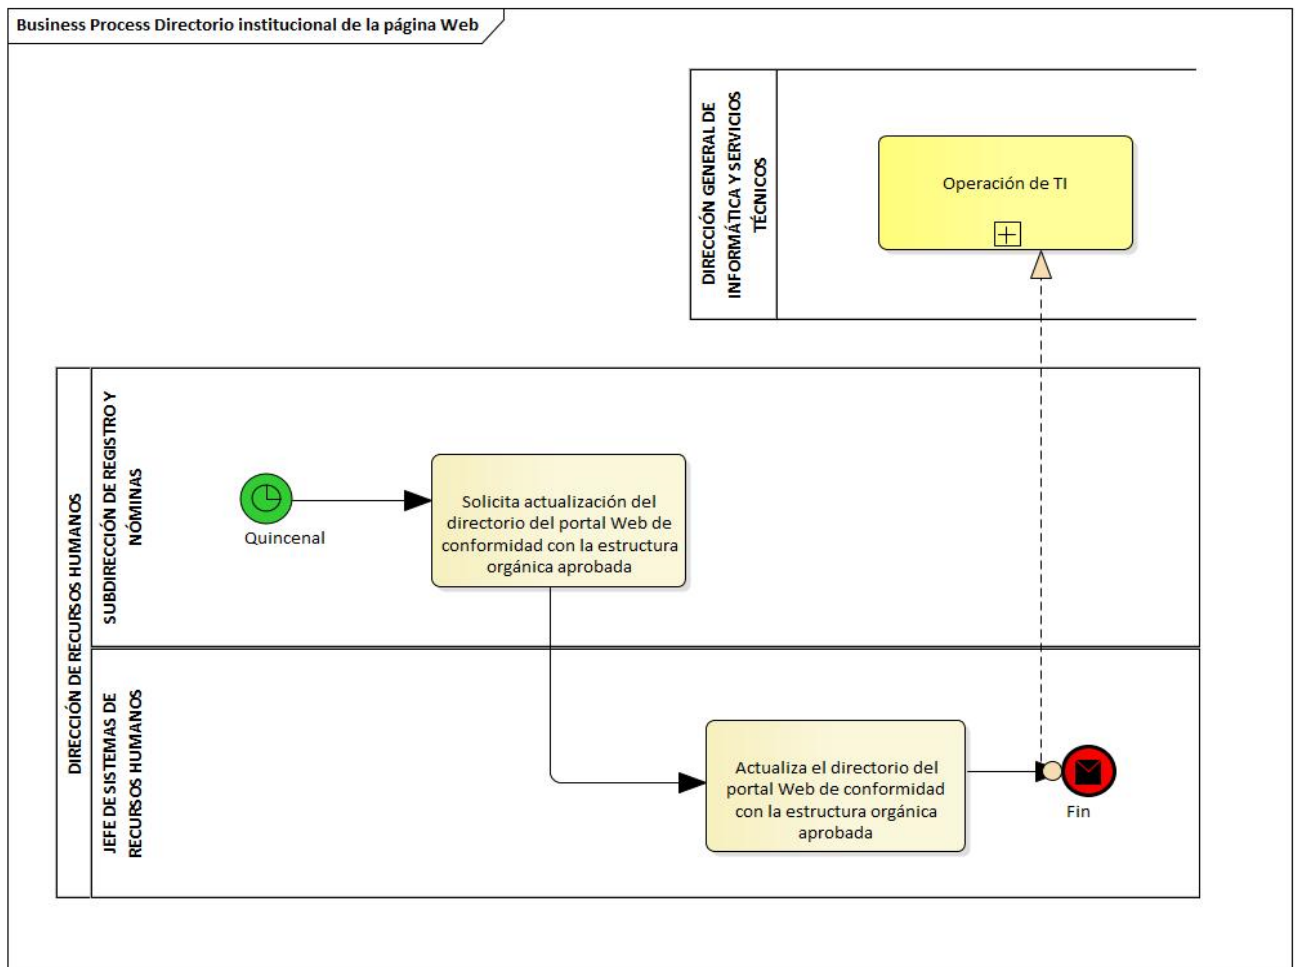 Business Process Directorio institucional de la página Web
DIRECCIÓN GENERAL DE
INFORMÁTICA Y SERVICIOS
TÉCNICOS
Operación de TI
DIRECCIÓN DE RECURSOS HUMANOS
SUBDIRECCIÓN DE REGISTRO Y
NÓMINAS
Quincenal
Solicita actualización del
directorio del portal Web de
conformidad con la estructura
orgánica aprobada
JEFE DE SISTEMAS DE
RECURSOS HUMANOS
Actualiza el directorio del
portal Web de conformidad
con la estructura orgánica
aprobada
Fin